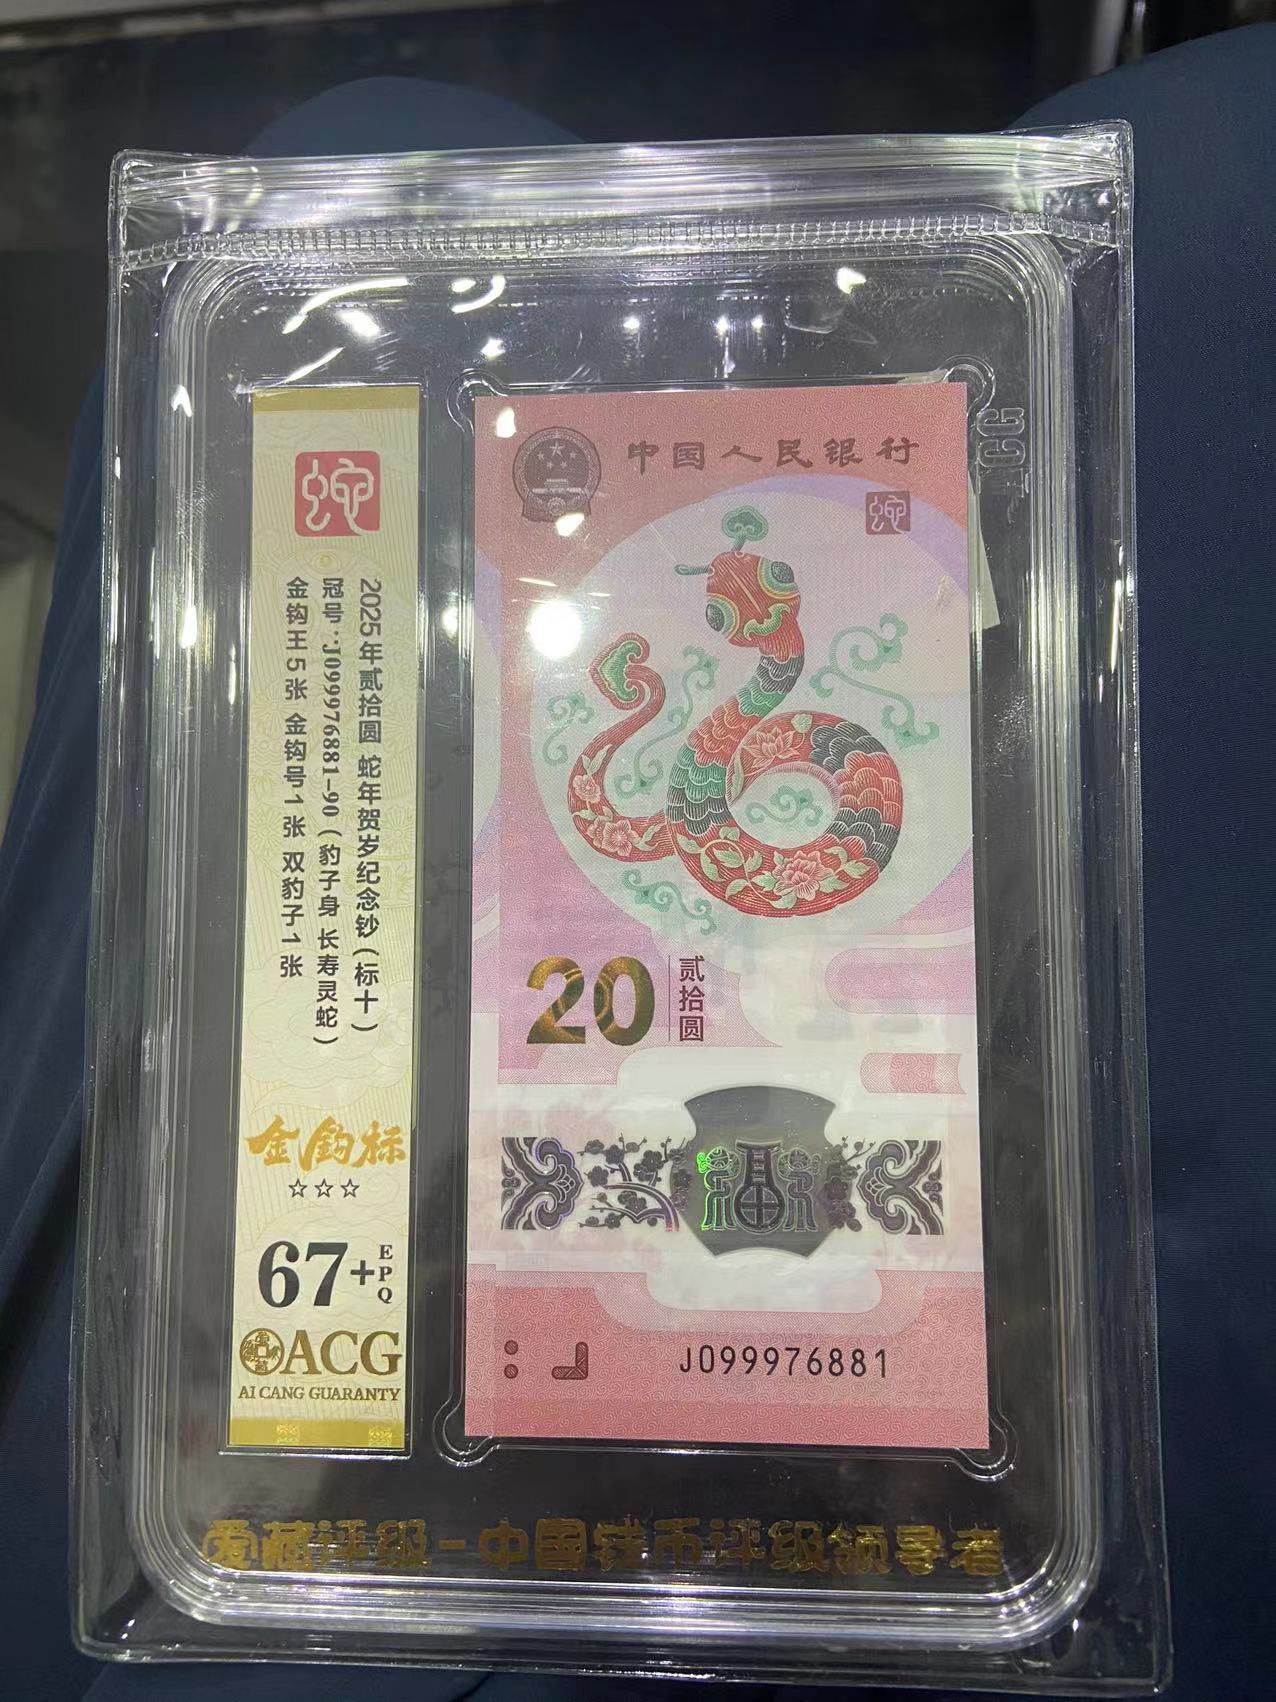 蛇
2025年贰拾圆 蛇年贺岁纪念钞(标十)
冠号:J099976881-90(豹子身 长寿灵蛇)
金钩王5张 金钩号1张 双豹子1张
金钩标
☆☆☆
67+
EPQ
ACG
AI CANG GUARANTY
中国人民银行
蛇
20
贰拾圆
福
J099976881
ACG
爱藏评级-中国钱币评级领导者